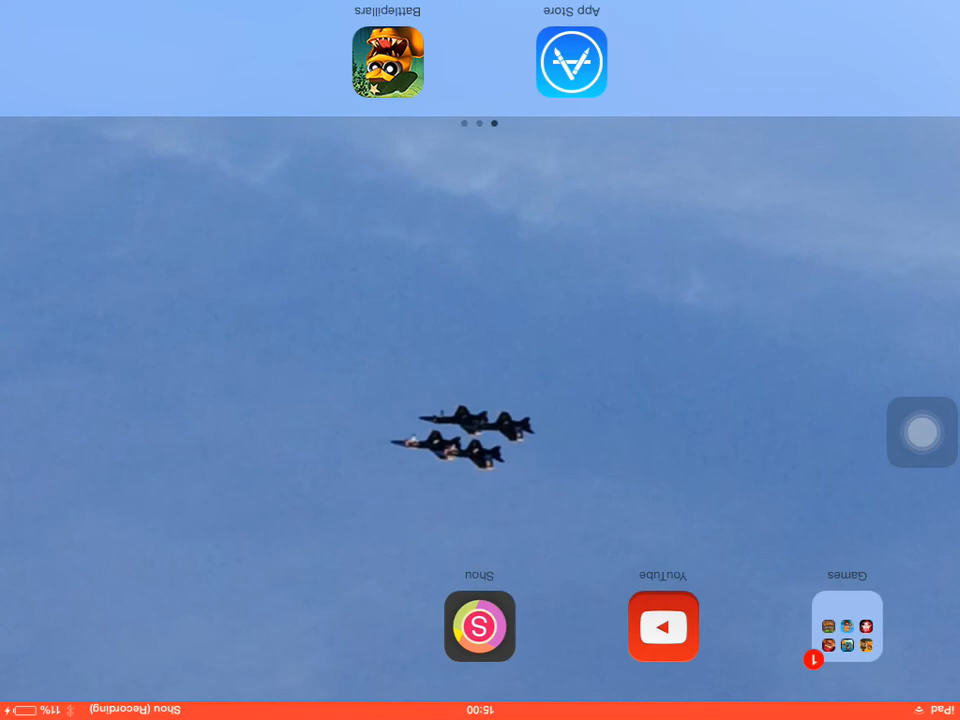 iPad
15:00
Shou (Recording)
11%
1
Games
YouTube
S
Shou
App Store
Battlepillars